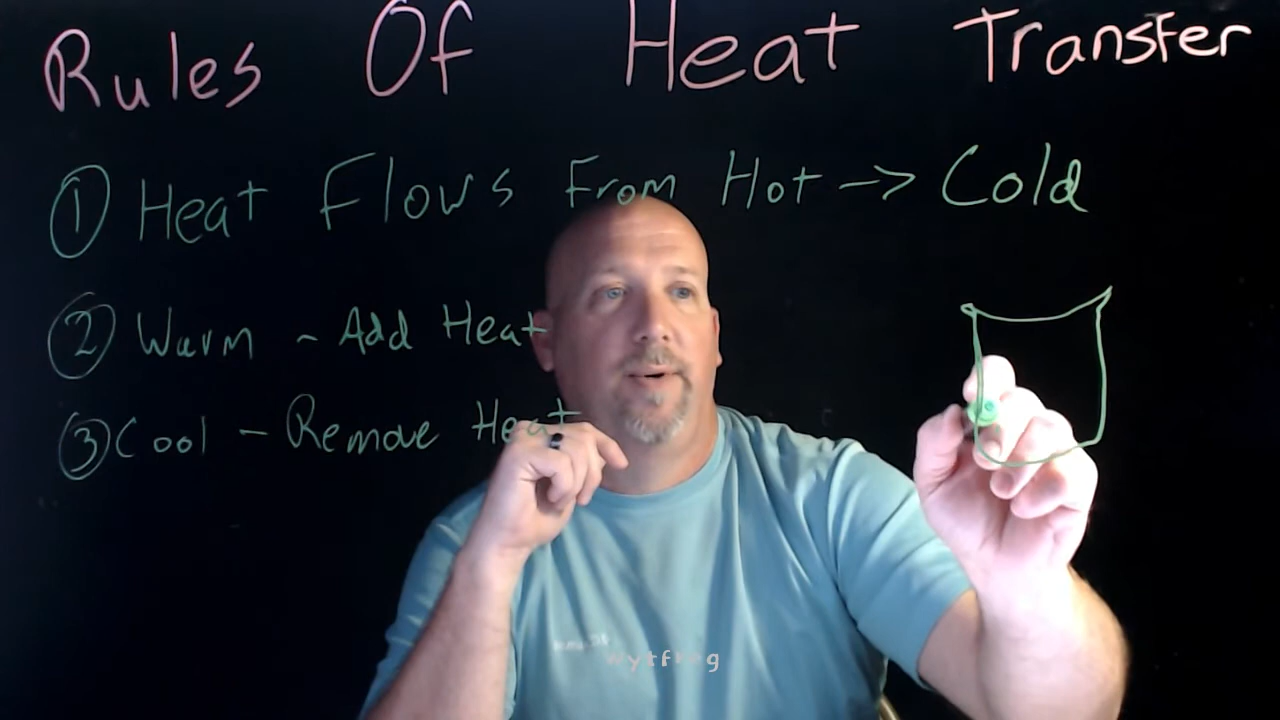 Rules Of Heat Transfer
① Heat Flows From Hot -> Cold
② Warm ~ Add Heat
③ Cool - Remove Heat